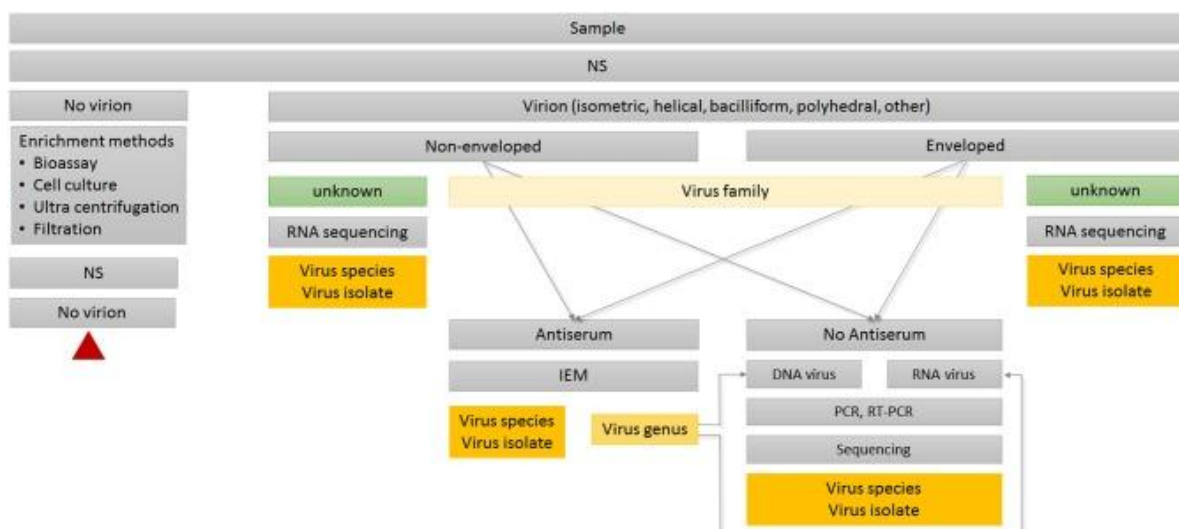 Sample
NS
No virion
Enrichment methods
• Bioassay
• Cell culture
• Ultra centrifugation
• Filtration
NS
No virion
Virion (isometric, helical, bacilliform, polyhedral, other)
Non-enveloped
Enveloped
unknown
RNA sequencing
Virus species
Virus isolate
Virus family
unknown
RNA sequencing
Virus species
Virus isolate
Antiserum
IEM
Virus species
Virus isolate
Virus genus
No Antiserum
DNA virus
RNA virus
PCR, RT-PCR
Sequencing
Virus species
Virus isolate